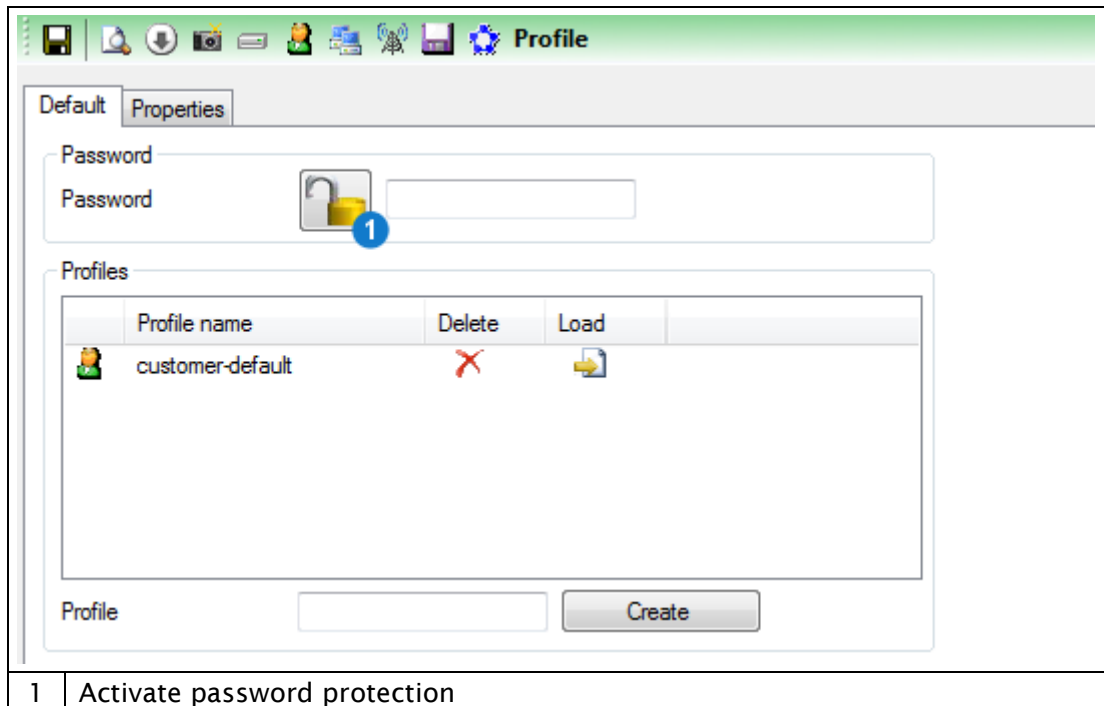 Profile
Default Properties
Password
Password
1
Profiles
Profile name Delete Load
customer-default
Profile Create
1 Activate password protection